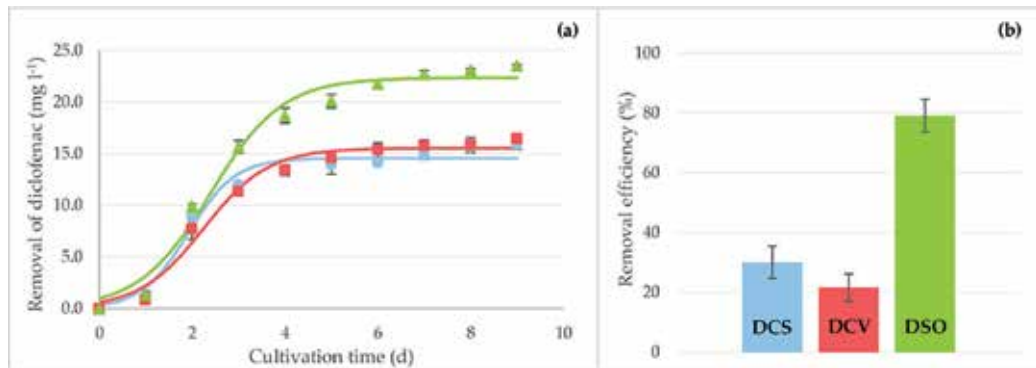 (a)
25.0
20.0
15.0
10.0
5.0
0.0
Removal of diclofenac (mg l⁻¹)
0 2 4 6 8 10
Cultivation time (d)
(b)
100
80
60
40
20
0
Removal efficiency (%)
DCS DCV DSO